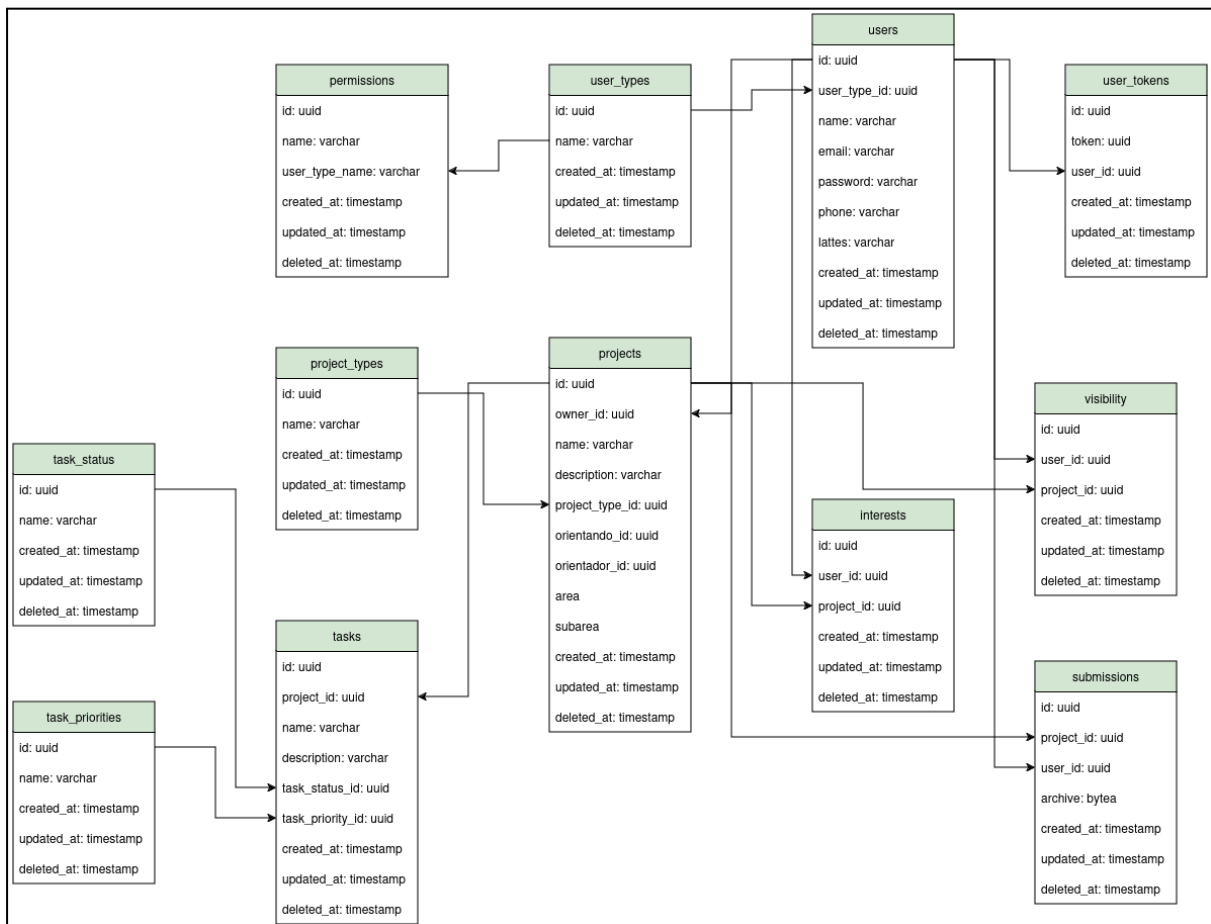 users
id: uuid
user_type_id: uuid
name: varchar
email: varchar
password: varchar
phone: varchar
lattes: varchar
created_at: timestamp
updated_at: timestamp
deleted_at: timestamp
permissions
id: uuid
name: varchar
user_type_name: varchar
created_at: timestamp
updated_at: timestamp
deleted_at: timestamp
user_types
id: uuid
name: varchar
created_at: timestamp
updated_at: timestamp
deleted_at: timestamp
user_tokens
id: uuid
token: uuid
user_id: uuid
created_at: timestamp
updated_at: timestamp
deleted_at: timestamp
project_types
id: uuid
name: varchar
created_at: timestamp
updated_at: timestamp
deleted_at: timestamp
projects
id: uuid
owner_id: uuid
name: varchar
description: varchar
project_type_id: uuid
orientando_id: uuid
orientador_id: uuid
area
subarea
created_at: timestamp
updated_at: timestamp
deleted_at: timestamp
visibility
id: uuid
user_id: uuid
project_id: uuid
created_at: timestamp
updated_at: timestamp
deleted_at: timestamp
task_status
id: uuid
name: varchar
created_at: timestamp
updated_at: timestamp
deleted_at: timestamp
interests
id: uuid
user_id: uuid
project_id: uuid
created_at: timestamp
updated_at: timestamp
deleted_at: timestamp
tasks
id: uuid
project_id: uuid
name: varchar
description: varchar
task_status_id: uuid
task_priority_id: uuid
created_at: timestamp
updated_at: timestamp
deleted_at: timestamp
submissions
id: uuid
project_id: uuid
user_id: uuid
archive: bytea
created_at: timestamp
updated_at: timestamp
deleted_at: timestamp
task_priorities
id: uuid
name: varchar
created_at: timestamp
updated_at: timestamp
deleted_at: timestamp